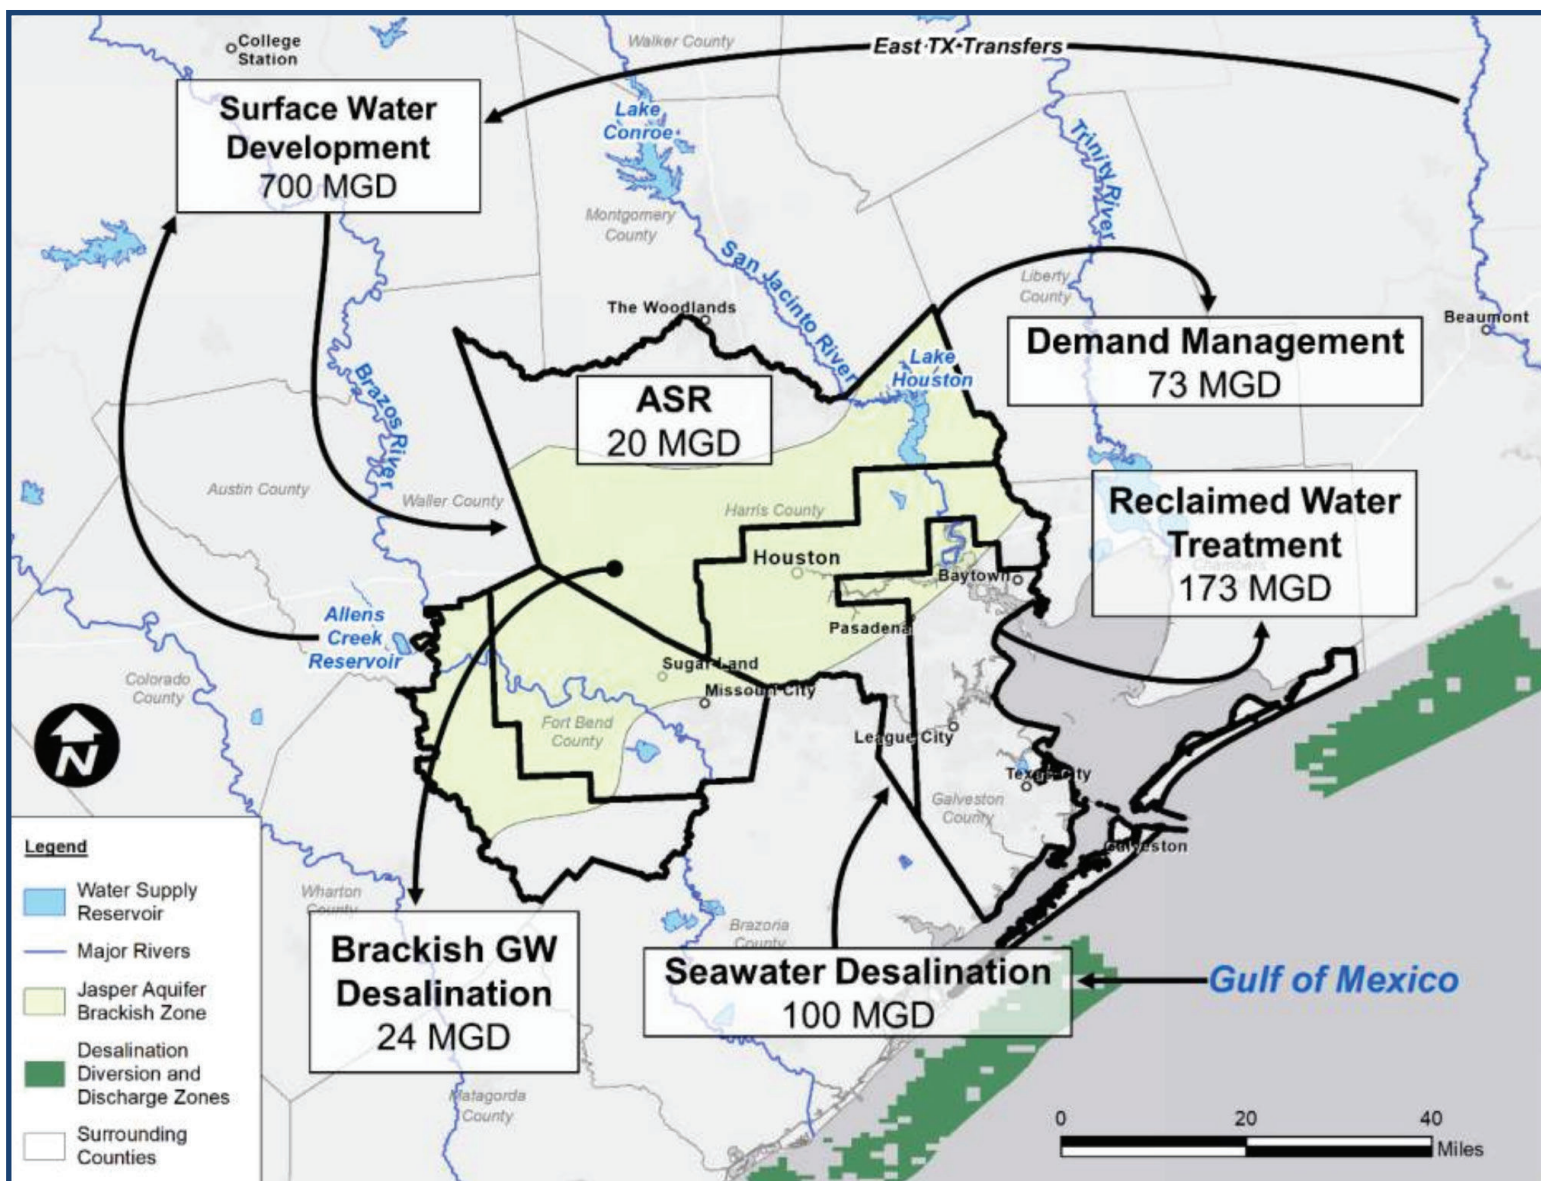 College
Station
Walker County
East TX Transfers
Surface Water
Development
700 MGD
Lake
Conroe
Trinity River
Montgomery
County
San Jacinto River
Liberty
County
The Woodlands
Beaumont
Demand Management
73 MGD
Lake
Houston
Brazos River
ASR
20 MGD
Austin County
Waller County
Harris County
Reclaimed Water
Treatment
173 MGD
Chambers
Houston
Baytown
Pasadena
Allens
Creek
Reservoir
Sugar Land
Missouri City
Colorado
County
Fort Bend
County
League City
Texas City
Galveston
County
Galveston
N
Legend
Water Supply
Reservoir
Major Rivers
Jasper Aquifer
Brackish Zone
Desalination
Diversion and
Discharge Zones
Surrounding
Counties
Wharton
County
Brackish GW
Desalination
24 MGD
Brazoria
County
Seawater Desalination
100 MGD
Gulf of Mexico
Matagorda
County
0 20 40
Miles